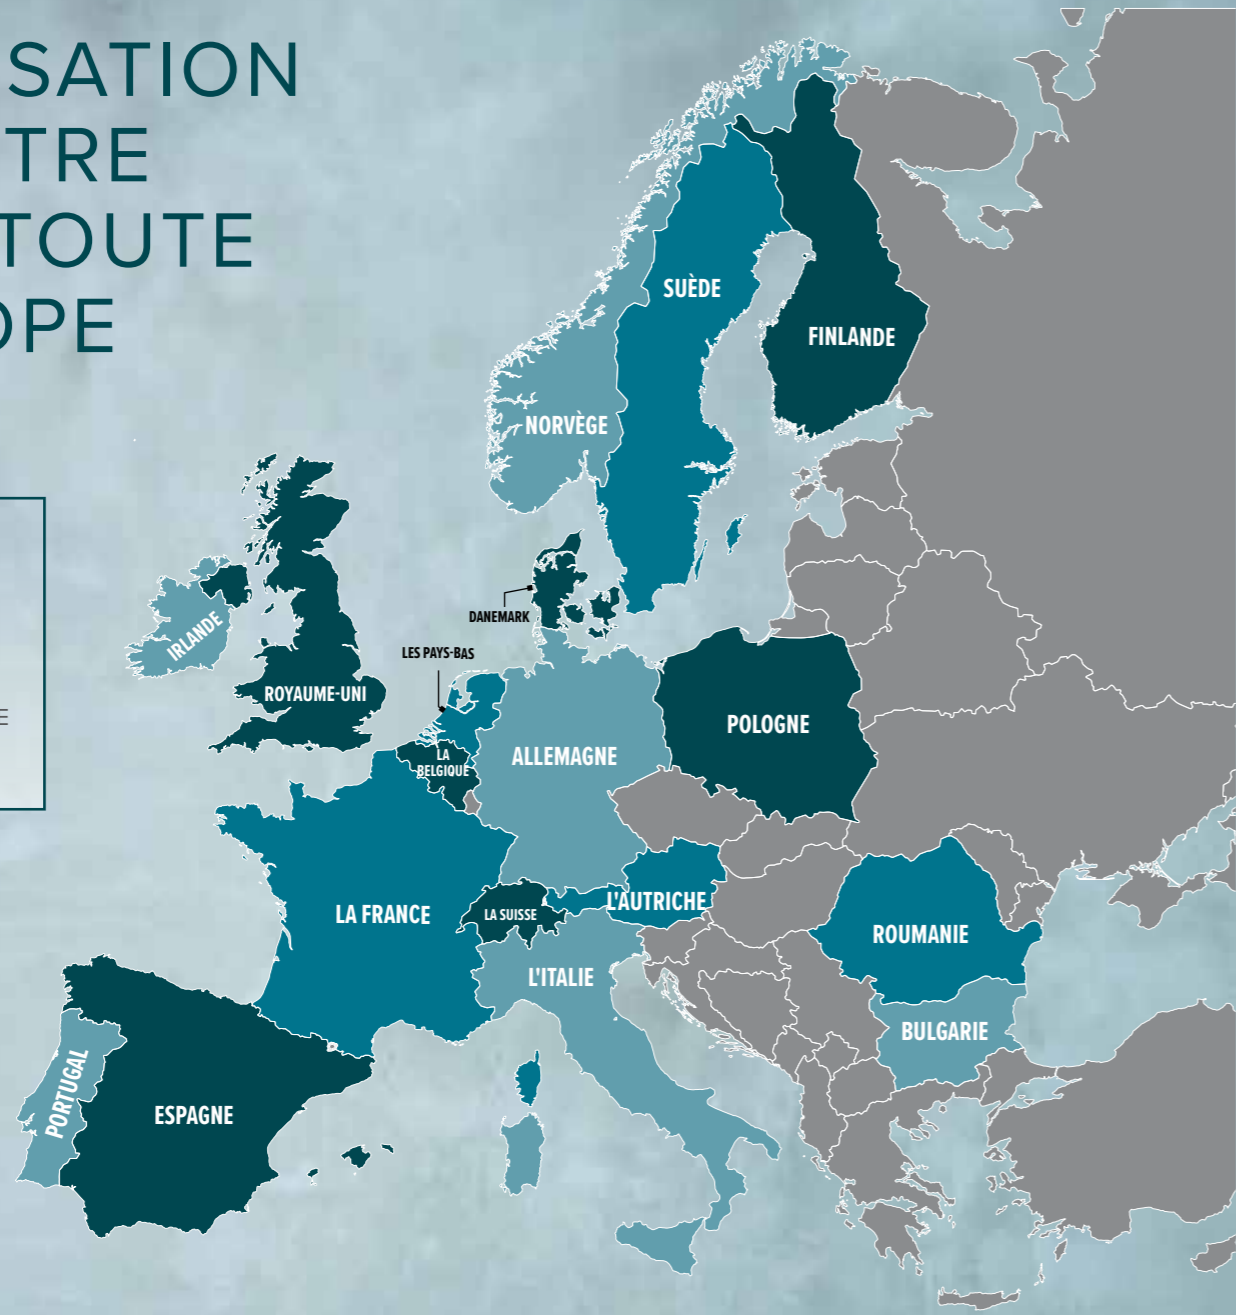 SATION
TRE
TOUTE
OPE
SUÈDE
FINLANDE
NORVÈGE
DANEMARK
IRLANDE
LES PAYS-BAS
ROYAUME-UNI
E
POLOGNE
LA
BELGIQUE
ALLEMAGNE
L'AUTRICHE
LA FRANCE
LA SUISSE
ROUMANIE
L'ITALIE
BULGARIE
PORTUGAL
ESPAGNE